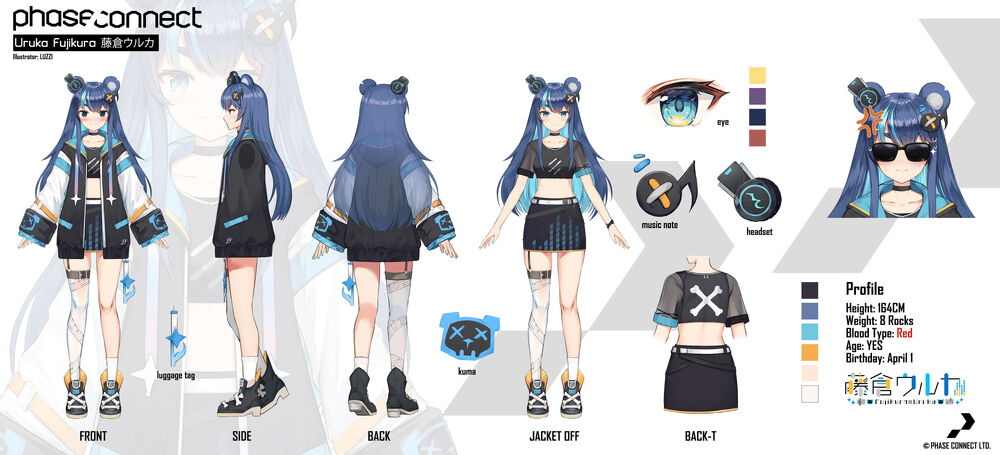 phase connect
Uruka Fujikura 藤倉ウルカ
Illustrator: LUZZI
eye
music note
headset
luggage tag
kuma
FRONT
SIDE
BACK
JACKET OFF
BACK-T
Profile
Height: 164CM
Weight: 8 Rocks
Blood Type: Red
Age: YES
Birthday: April 1
藤倉ウルカ
Fujikura Uruka
© PHASE CONNECT LTD.